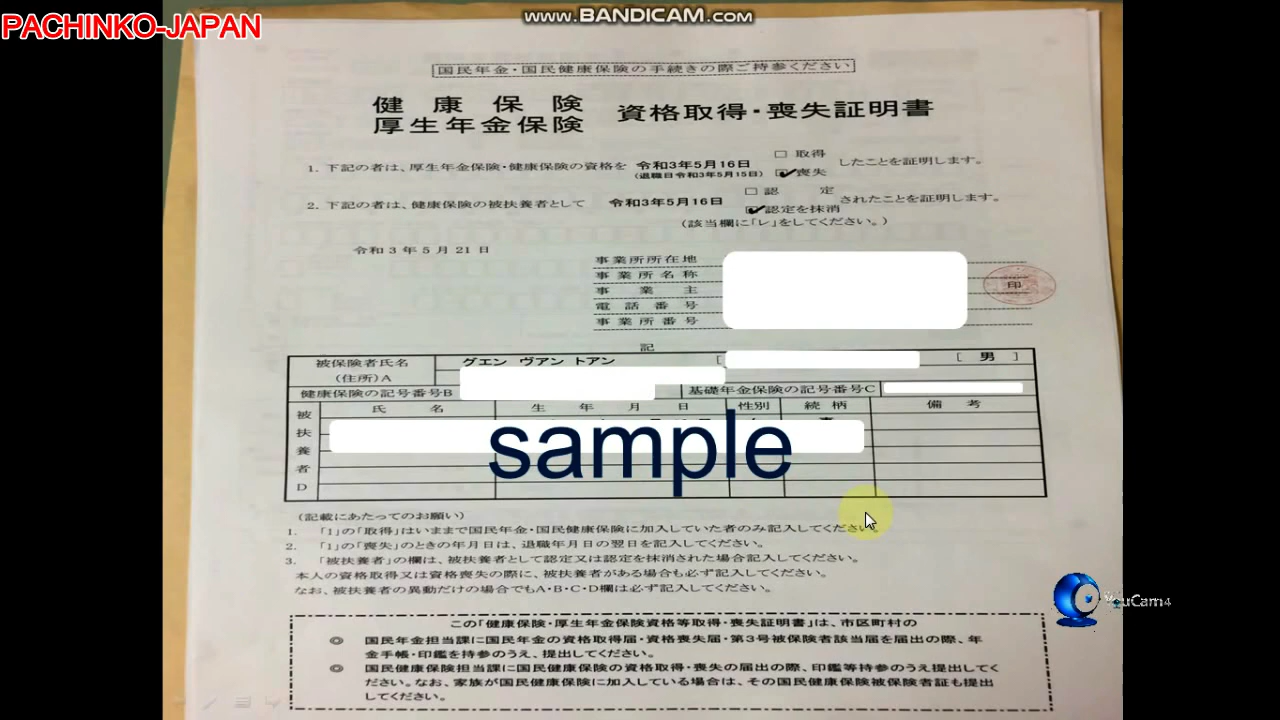 PACHINKO-JAPAN
www.BANDICAM.com
国民年金・国民健康保険の手続きの際ご持参ください
健康保険
厚生年金保険 資格取得・喪失証明書
1. 下記の者は、厚生年金保険・健康保険の資格を 令和3年5月16日 □ 取得 したことを証明します。
(退職日令和3年5月15日) ☑喪失
2. 下記の者は、健康保険の被扶養者として 令和3年5月16日 □ 認 定 されたことを証明します。
☑認定を抹消
(該当欄に「レ」をしてください。)
令和3年5月21日
事業所所在地
事業所名称
事業主 印
電話番号
事業所番号
記
被保険者氏名 グエン ヴアン トアン [ [ 男 ]
(住所)A
健康保険の記号番号B 基礎年金保険の記号番号C
被扶養者D 氏名 生年月日 性別 続柄 備考
sample
(記載にあたってのお願い)
1. 「1」の「取得」はいままで国民年金・国民健康保険に加入していた者のみ記入してください。
2. 「1」の「喪失」のときの年月日は、退職年月日の翌日を記入してください。
3. 「被扶養者」の欄は、被扶養者として認定又は認定を抹消された場合記入してください。
本人の資格取得又は資格喪失の際に、被扶養者がある場合も必ず記入してください。
なお、被扶養者の異動だけの場合でもA・B・C・D欄は必ず記入してください。
この「健康保険・厚生年金保険資格等取得・喪失証明書」は、市区町村の
◎ 国民年金担当課に国民年金の資格取得届・資格喪失届・第3号被保険者該当届を届出の際、年
金手帳・印鑑を持参のうえ、提出してください。
◎ 国民健康保険担当課に国民健康保険の資格取得・喪失の届出の際、印鑑等持参のうえ提出してく
ださい。なお、家族が国民健康保険に加入している場合は、その国民健康保険被保険者証も提出
してください。
YouCam4